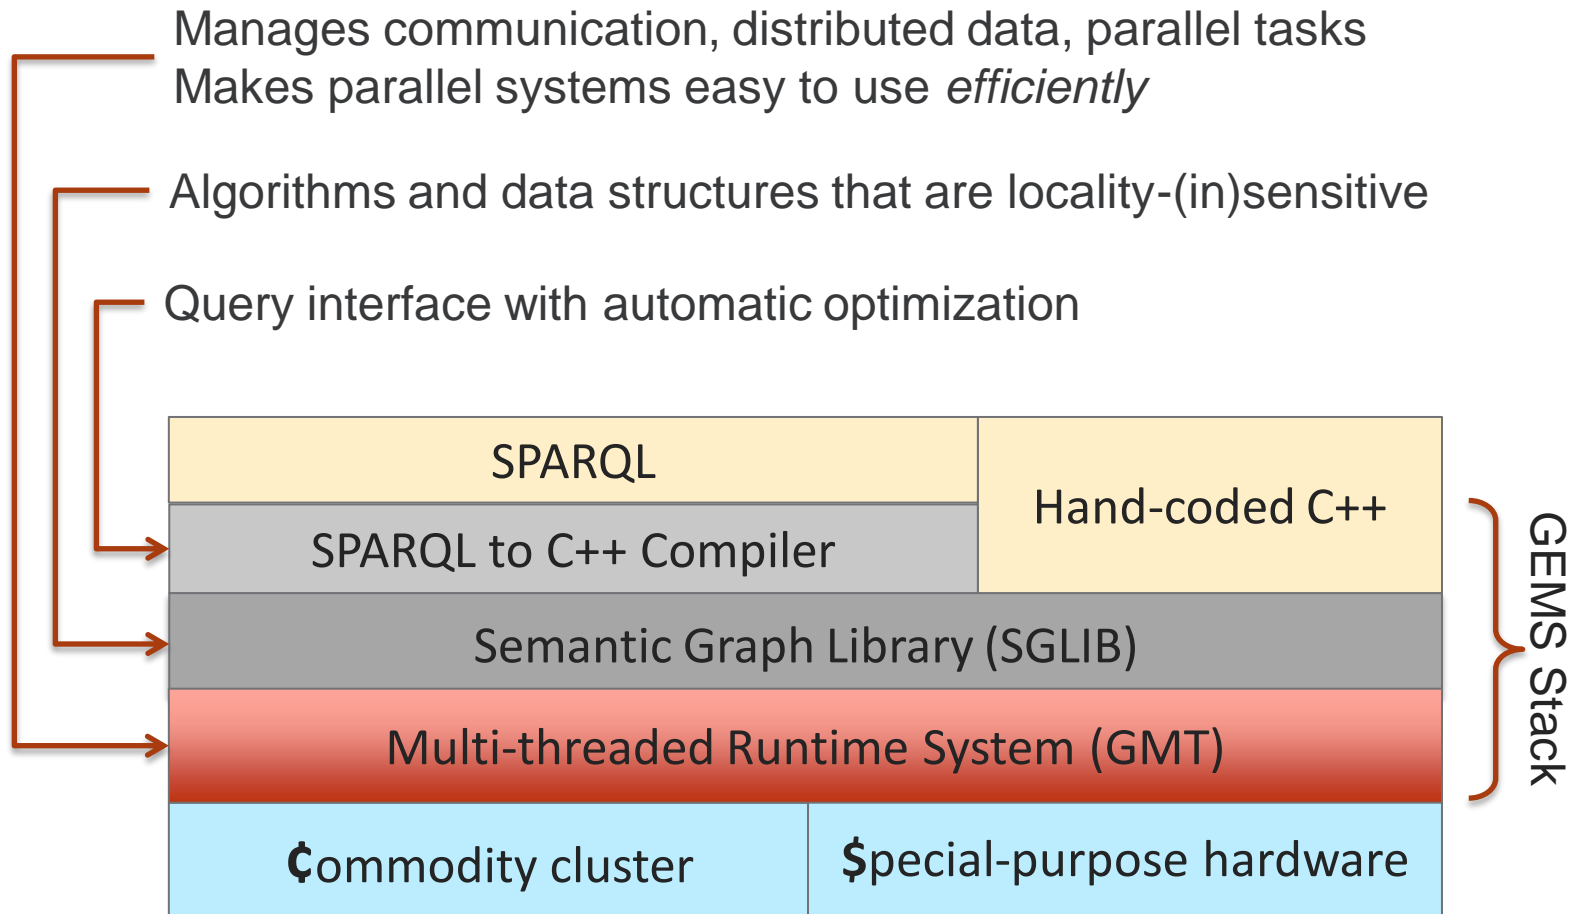 Manages communication, distributed data, parallel tasks
Makes parallel systems easy to use efficiently
Algorithms and data structures that are locality-(in)sensitive
Query interface with automatic optimization
SPARQL
Hand-coded C++
SPARQL to C++ Compiler
Semantic Graph Library (SGLIB)
Multi-threaded Runtime System (GMT)
GEMS Stack
₵ommodity cluster
$pecial-purpose hardware